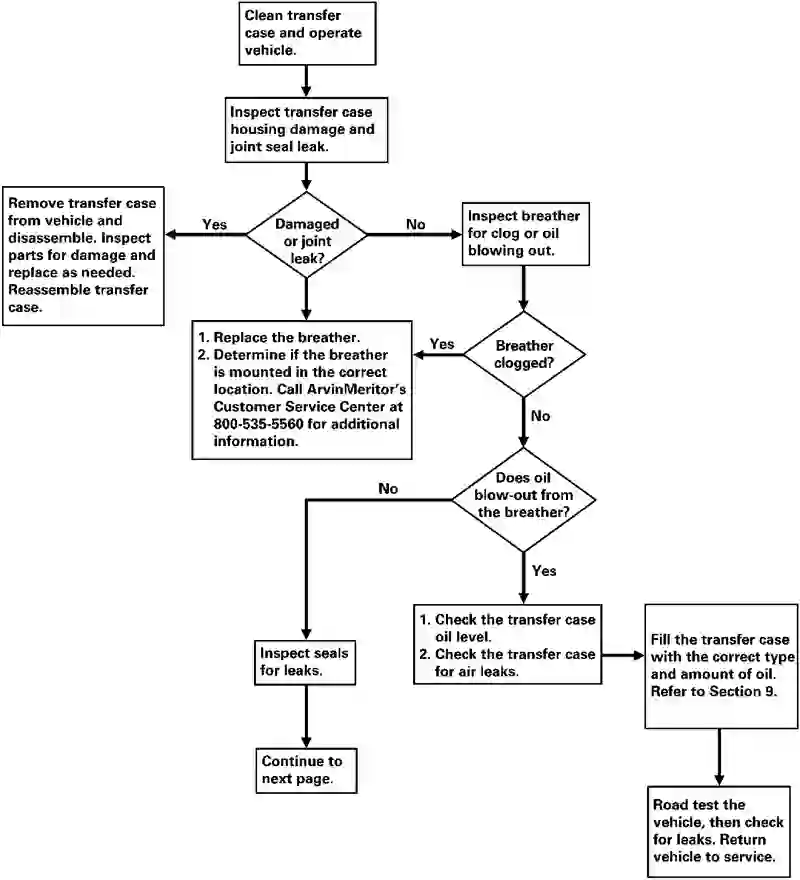 Clean transfer
case and operate
vehicle.
Inspect transfer case
housing damage and
joint seal leak.
Damaged
or joint
leak?
Yes
No
Remove transfer case
from vehicle and
disassemble. Inspect
parts for damage and
replace as needed.
Reassemble transfer
case.
Inspect breather
for clog or oil
blowing out.
Breather
clogged?
Yes
No
1. Replace the breather.
2. Determine if the breather
is mounted in the correct
location. Call ArvinMeritor's
Customer Service Center at
800-535-5560 for additional
information.
Does oil
blow-out from
the breather?
No
Yes
Inspect seals
for leaks.
Continue to
next page.
1. Check the transfer case
oil level.
2. Check the transfer case
for air leaks.
Fill the transfer case
with the correct type
and amount of oil.
Refer to Section 9.
Road test the
vehicle, then check
for leaks. Return
vehicle to service.